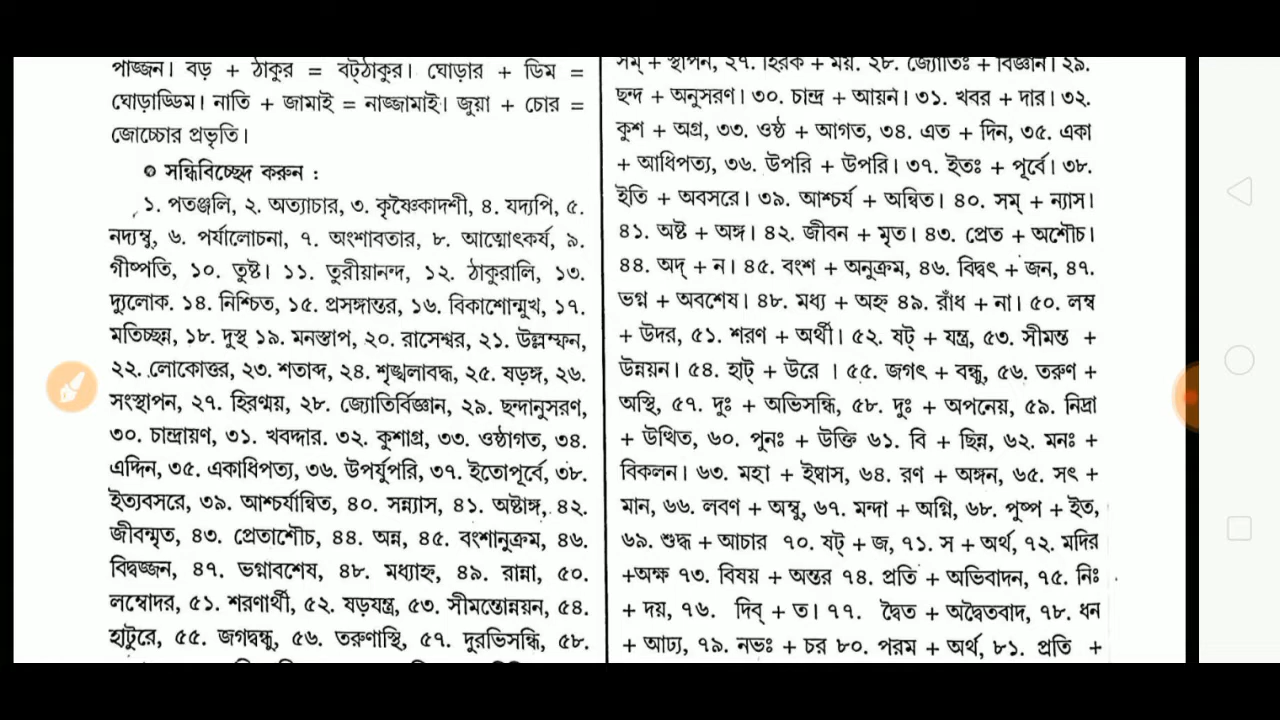 পাজ্জন। বড় + ঠাকুর = বট্‌ঠাকুর। ঘোড়ার + ডিম =
ঘোড়াড্ডিম। নাতি + জামাই = নাজ্জামাই। জুয়া + চোর =
জোচ্চোর প্রভৃতি।
সন্ধিবিচ্ছেদ করুন :
১. পতঞ্জলি, ২. অত্যাচার, ৩. কৃষ্ণৈকাদশী, ৪. যদ্যপি, ৫.
নদ্যম্বু, ৬. পর্যালোচনা, ৭. অংশাবতার, ৮. আত্মোৎকর্ষ, ৯.
গীষ্পতি, ১০. তুষ্ট। ১১. তুরীয়ানন্দ, ১২. ঠাকুরালি, ১৩.
দ্যুলোক. ১৪. নিশ্চিত, ১৫. প্রসঙ্গান্তর, ১৬. বিকাশোন্মুখ, ১৭.
মতিচ্ছন্ন, ১৮. দুস্থ ১৯. মনস্তাপ, ২০. রাসেশ্বর, ২১. উল্লম্ফন,
২২. লোকোত্তর, ২৩. শতাব্দ, ২৪. শৃঙ্খলাবদ্ধ, ২৫. ষড়ঙ্গ, ২৬.
সংস্থাপন, ২৭. হিরণ্ময়, ২৮. জ্যোতির্বিজ্ঞান, ২৯. ছন্দানুসরণ,
৩০. চান্দ্রায়ণ, ৩১. খবদ্দার. ৩২. কুশাগ্র, ৩৩. ওষ্ঠাগত, ৩৪.
এদ্দিন, ৩৫. একাধিপত্য, ৩৬. উপর্যুপরি, ৩৭. ইতোপূর্বে, ৩৮.
ইত্যবসরে, ৩৯. আশ্চর্যান্বিত, ৪০. সন্ন্যাস, ৪১. অষ্টাঙ্গ, ৪২.
জীবন্মৃত, ৪৩. প্রেতাশৌচ, ৪৪. অন্ন, ৪৫. বংশানুক্রম, ৪৬.
বিদ্বজ্জন, ৪৭. ভগ্নাবশেষ, ৪৮. মধ্যাহ্ন, ৪৯. রান্না, ৫০.
লম্বোদর, ৫১. শরণার্থী, ৫২. ষড়যন্ত্র, ৫৩. সীমন্তোন্নয়ন, ৫৪.
হাটুরে, ৫৫. জগদ্বন্ধু, ৫৬. তরুণাস্থি, ৫৭. দুরভিসন্ধি, ৫৮.
সম্ + স্থাপন, ২৭. হিরক + ময়. ২৮. জ্যোতিঃ + বিজ্ঞান। ২৯.
ছন্দ + অনুসরণ। ৩০. চান্দ্র + আয়ন। ৩১. খবর + দার। ৩২.
কুশ + অগ্র, ৩৩. ওষ্ঠ + আগত, ৩৪. এত + দিন, ৩৫. একা
+ আধিপত্য, ৩৬. উপরি + উপরি। ৩৭. ইতঃ + পূর্বে। ৩৮.
ইতি + অবসরে। ৩৯. আশ্চর্য + অন্বিত। ৪০. সম্ + ন্যাস।
৪১. অষ্ট + অঙ্গ। ৪২. জীবন + মৃত। ৪৩. প্রেত + অশৌচ।
৪৪. অদ্ + ন। ৪৫. বংশ + অনুক্রম, ৪৬. বিদ্বৎ + জন, ৪৭.
ভগ্ন + অবশেষ। ৪৮. মধ্য + অহ্ন ৪৯. রাঁধ + না। ৫০. লম্ব
+ উদর, ৫১. শরণ + অর্থী। ৫২. ষট্ + যন্ত্র, ৫৩. সীমন্ত +
উন্নয়ন। ৫৪. হাট্ + উরে । ৫৫. জগৎ + বন্ধু, ৫৬. তরুণ +
অস্থি, ৫৭. দুঃ + অভিসন্ধি, ৫৮. দুঃ + অপনেয়, ৫৯. নিদ্রা
+ উত্থিত, ৬০. পুনঃ + উক্তি ৬১. বি + ছিন্ন, ৬২. মনঃ +
বিকলন। ৬৩. মহা + ইষ্বাস, ৬৪. রণ + অঙ্গন, ৬৫. সৎ +
মান, ৬৬. লবণ + অম্বু, ৬৭. মন্দা + অগ্নি, ৬৮. পুষ্প + ইত,
৬৯. শুদ্ধ + আচার ৭০. ষট্ + জ, ৭১. স + অর্থ, ৭২. মদির
+অক্ষ ৭৩. বিষয় + অন্তর ৭৪. প্রতি + অভিবাদন, ৭৫. নিঃ
+ দয়, ৭৬. দিব্ + ত। ৭৭. দ্বৈত + অদ্বৈতবাদ, ৭৮. ধন
+ আঢ্য, ৭৯. নভঃ + চর ৮০. পরম + অর্থ, ৮১. প্রতি +